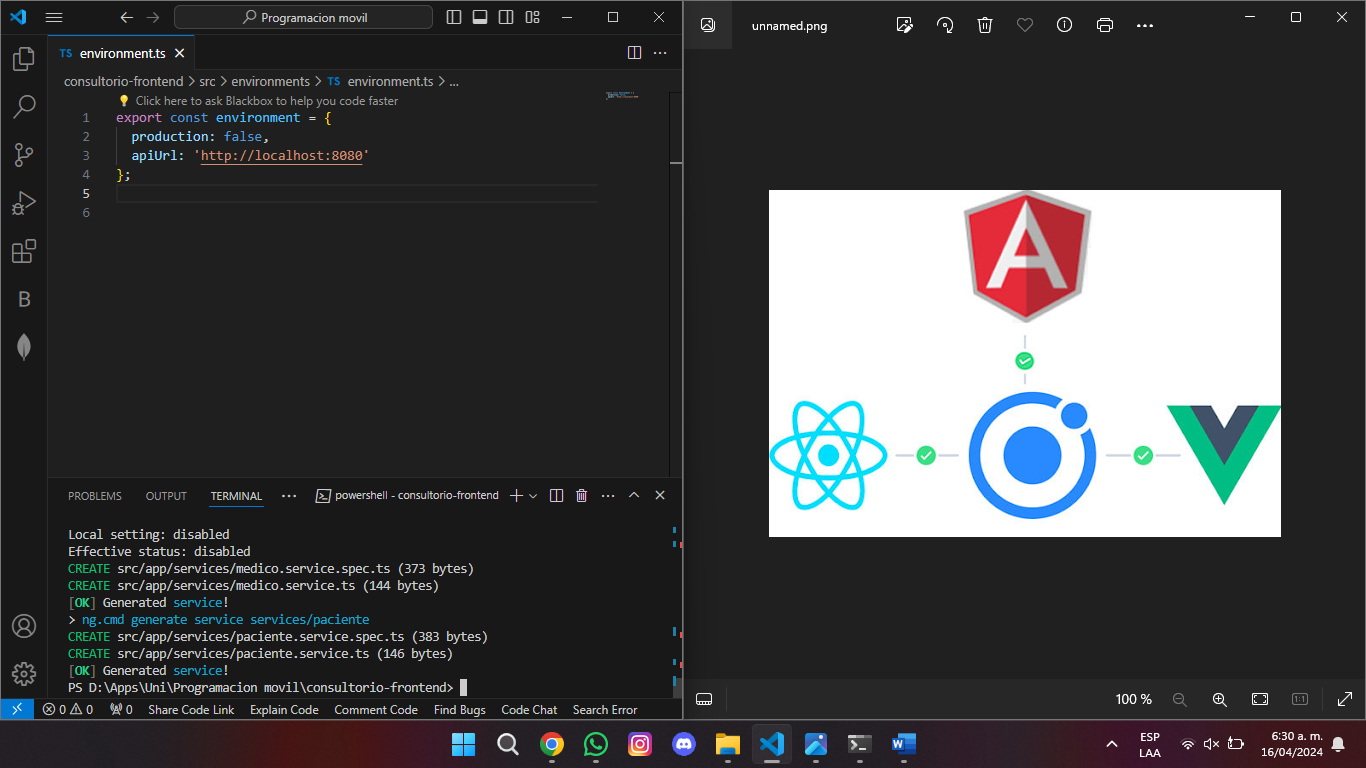 Programacion movil
TS environment.ts
consultorio-frontend > src > environments > TS environment.ts > ...
Click here to ask Blackbox to help you code faster
1 export const environment = {
2 production: false,
3 apiUrl: 'http://localhost:8080'
4 };
5
6
B
PROBLEMS OUTPUT TERMINAL ... powershell - consultorio-frontend
Local setting: disabled
Effective status: disabled
CREATE src/app/services/medico.service.spec.ts (373 bytes)
CREATE src/app/services/medico.service.ts (144 bytes)
[OK] Generated service!
> ng.cmd generate service services/paciente
CREATE src/app/services/paciente.service.spec.ts (383 bytes)
CREATE src/app/services/paciente.service.ts (146 bytes)
[OK] Generated service!
PS D:\Apps\Uni\Programacion movil\consultorio-frontend>
0 0 0 Share Code Link Explain Code Comment Code Find Bugs Code Chat Search Error
unnamed.png
A
100 %
1:1
ESP
LAA
6:30 a. m.
16/04/2024